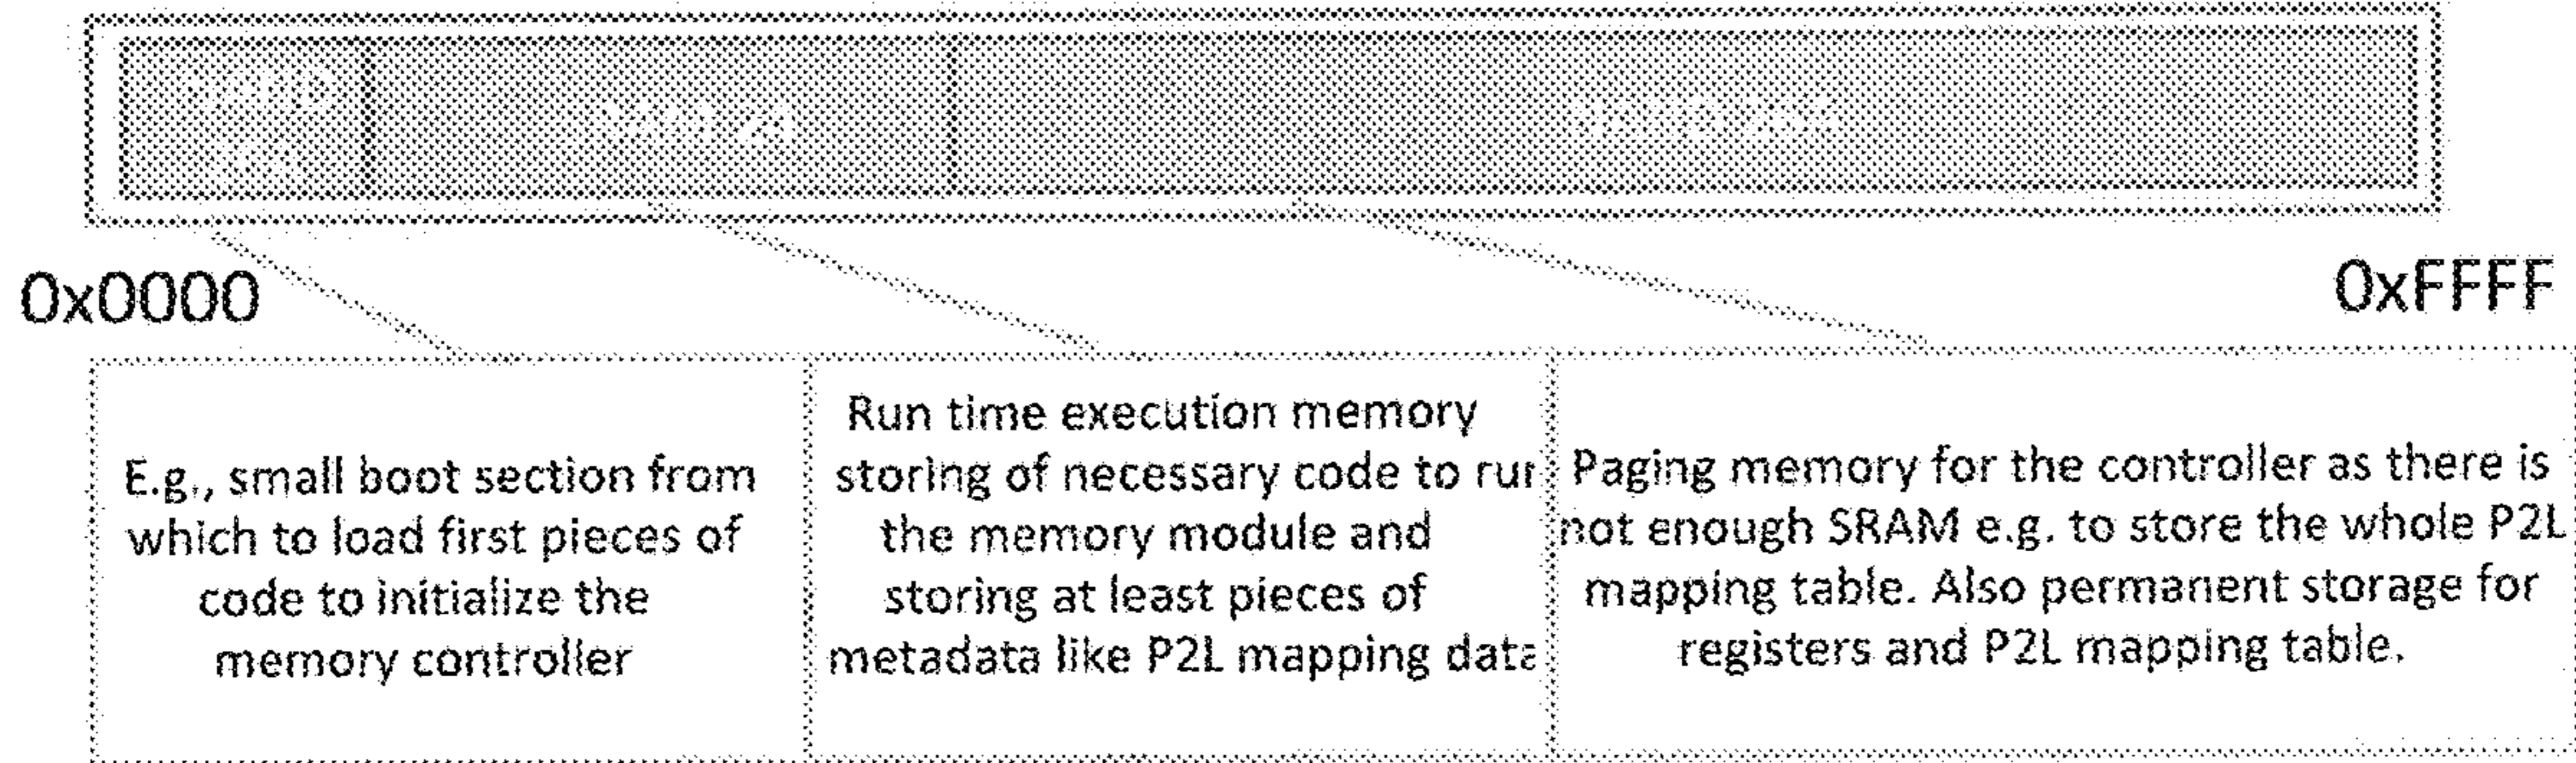 NAND
0x0000
0xFFFF
E.g., small boot section from
which to load first pieces of
code to initialize the
memory controller
Run time execution memory
storing of necessary code to run
the memory module and
storing at least pieces of
metadata like P2L mapping data
Paging memory for the controller as there is
not enough SRAM e.g. to store the whole P2L
mapping table. Also permanent storage for
registers and P2L mapping table.